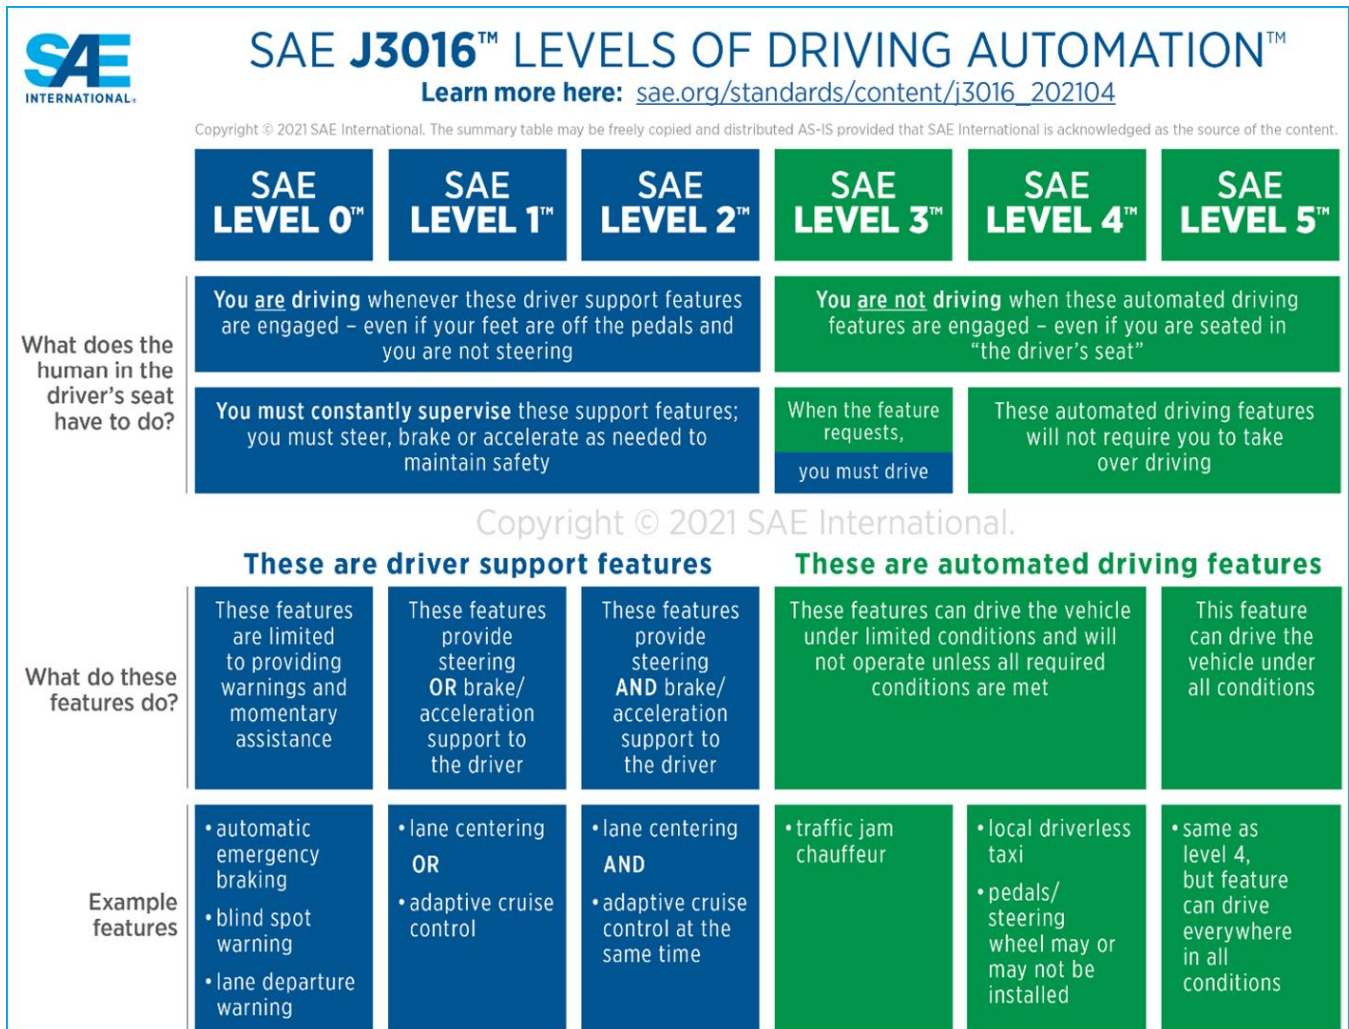 SAE
INTERNATIONAL®
SAE J3016™ LEVELS OF DRIVING AUTOMATION™
Learn more here: sae.org/standards/content/j3016_202104
Copyright © 2021 SAE International. The summary table may be freely copied and distributed AS-IS provided that SAE International is acknowledged as the source of the content.
SAE
LEVEL 0™
SAE
LEVEL 1™
SAE
LEVEL 2™
SAE
LEVEL 3™
SAE
LEVEL 4™
SAE
LEVEL 5™
What does the
human in the
driver's seat
have to do?
You are driving whenever these driver support features
are engaged – even if your feet are off the pedals and
you are not steering
You are not driving when these automated driving
features are engaged – even if you are seated in
“the driver's seat”
You must constantly supervise these support features;
you must steer, brake or accelerate as needed to
maintain safety
When the feature
requests,
you must drive
These automated driving features
will not require you to take
over driving
Copyright © 2021 SAE International.
These are driver support features
These are automated driving features
What do these
features do?
These features
are limited
to providing
warnings and
momentary
assistance
These features
provide
steering
OR brake/
acceleration
support to
the driver
These features
provide
steering
AND brake/
acceleration
support to
the driver
These features can drive the vehicle
under limited conditions and will
not operate unless all required
conditions are met
This feature
can drive the
vehicle under
all conditions
Example
features
• automatic
emergency
braking
• blind spot
warning
• lane departure
warning
• lane centering
OR
• adaptive cruise
control
• lane centering
AND
• adaptive cruise
control at the
same time
• traffic jam
chauffeur
• local driverless
taxi
• pedals/
steering
wheel may or
may not be
installed
• same as
level 4,
but feature
can drive
everywhere
in all
conditions